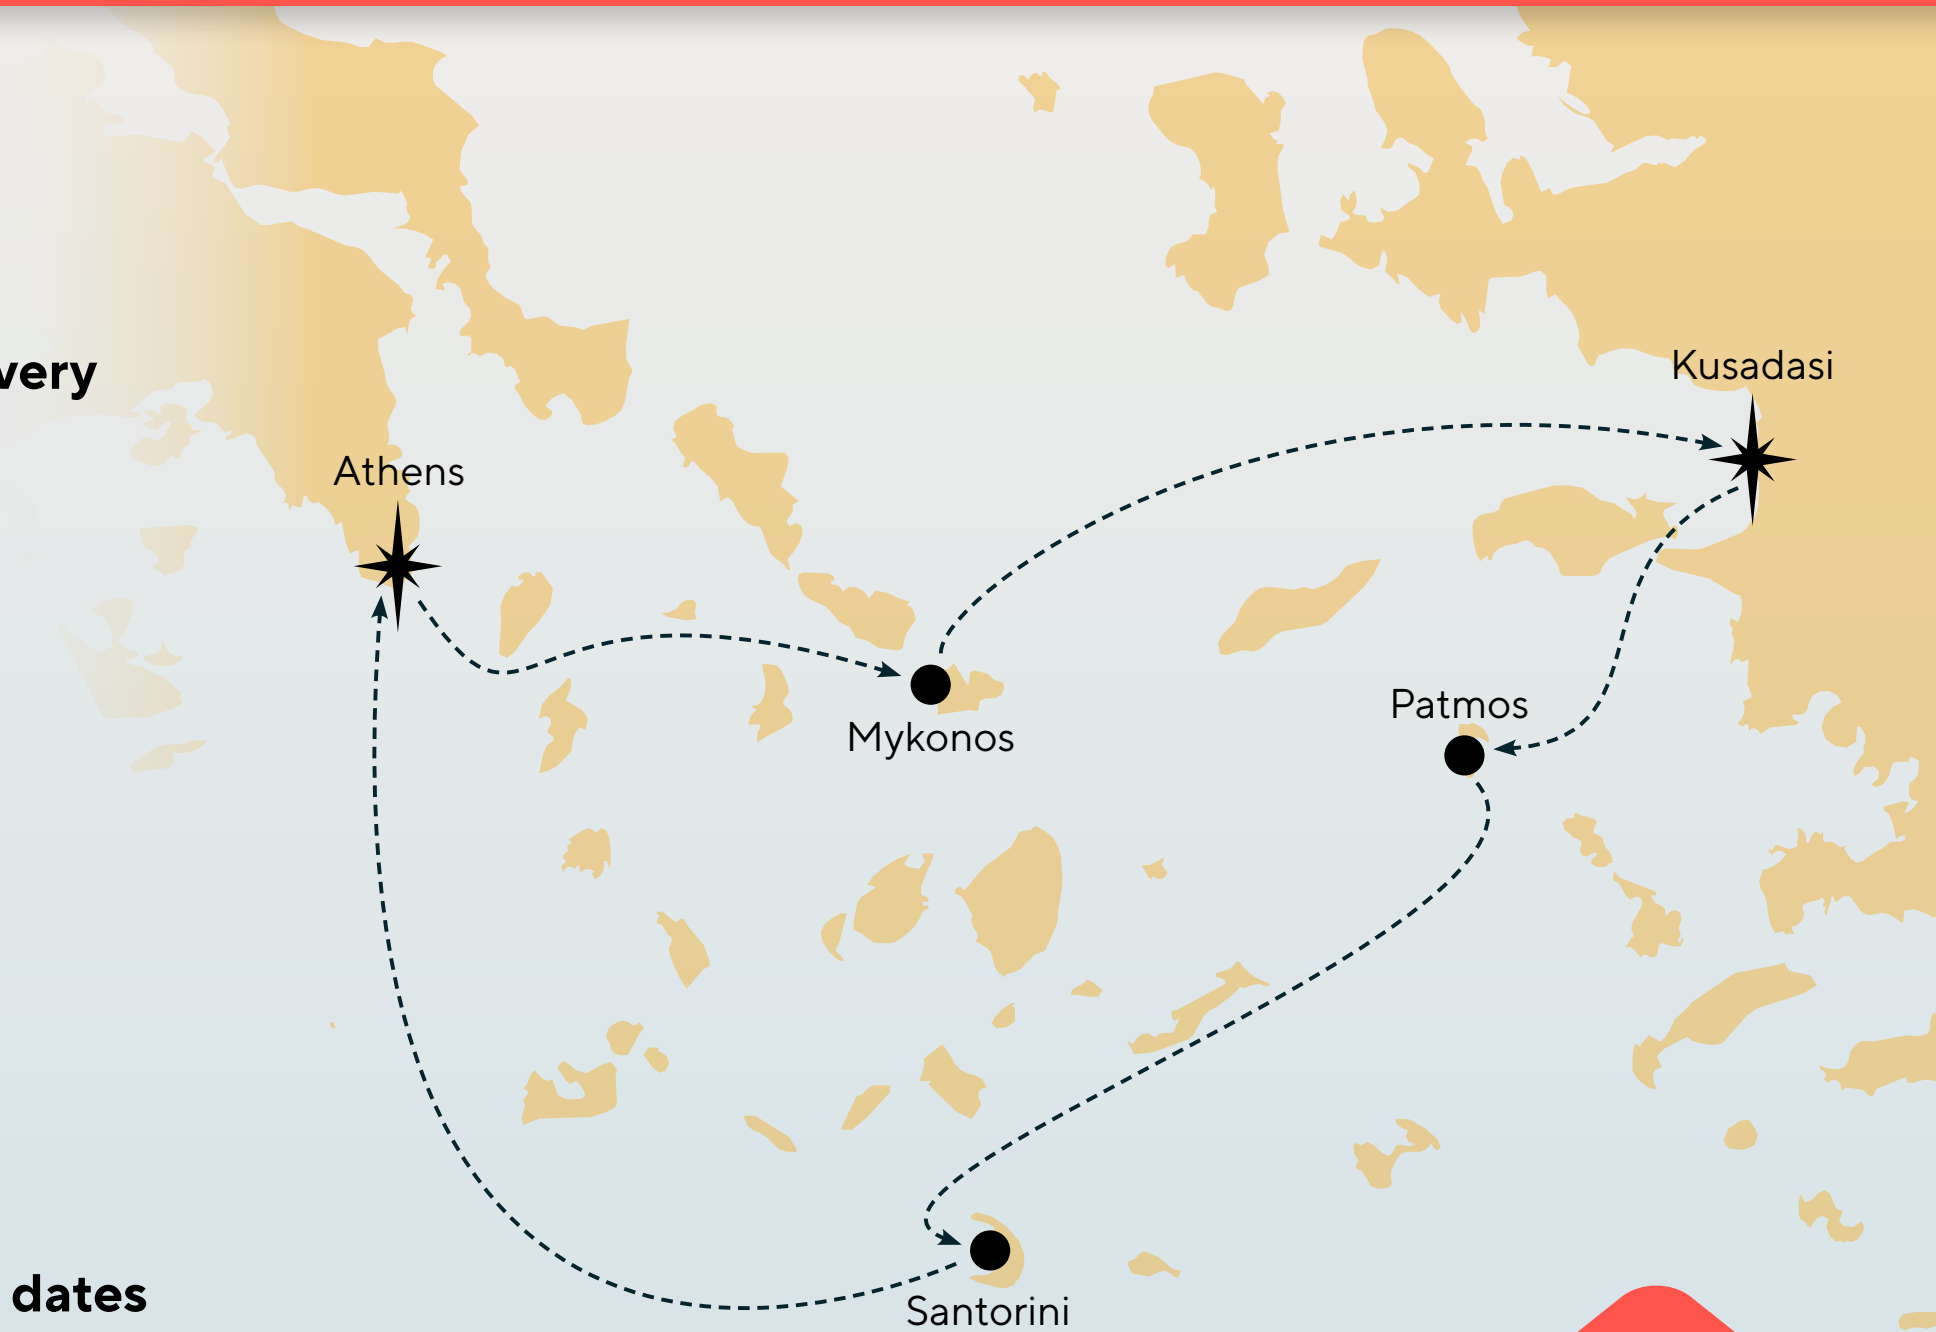 very
Kusadasi
Athens
Patmos
Mykonos
dates
Santorini